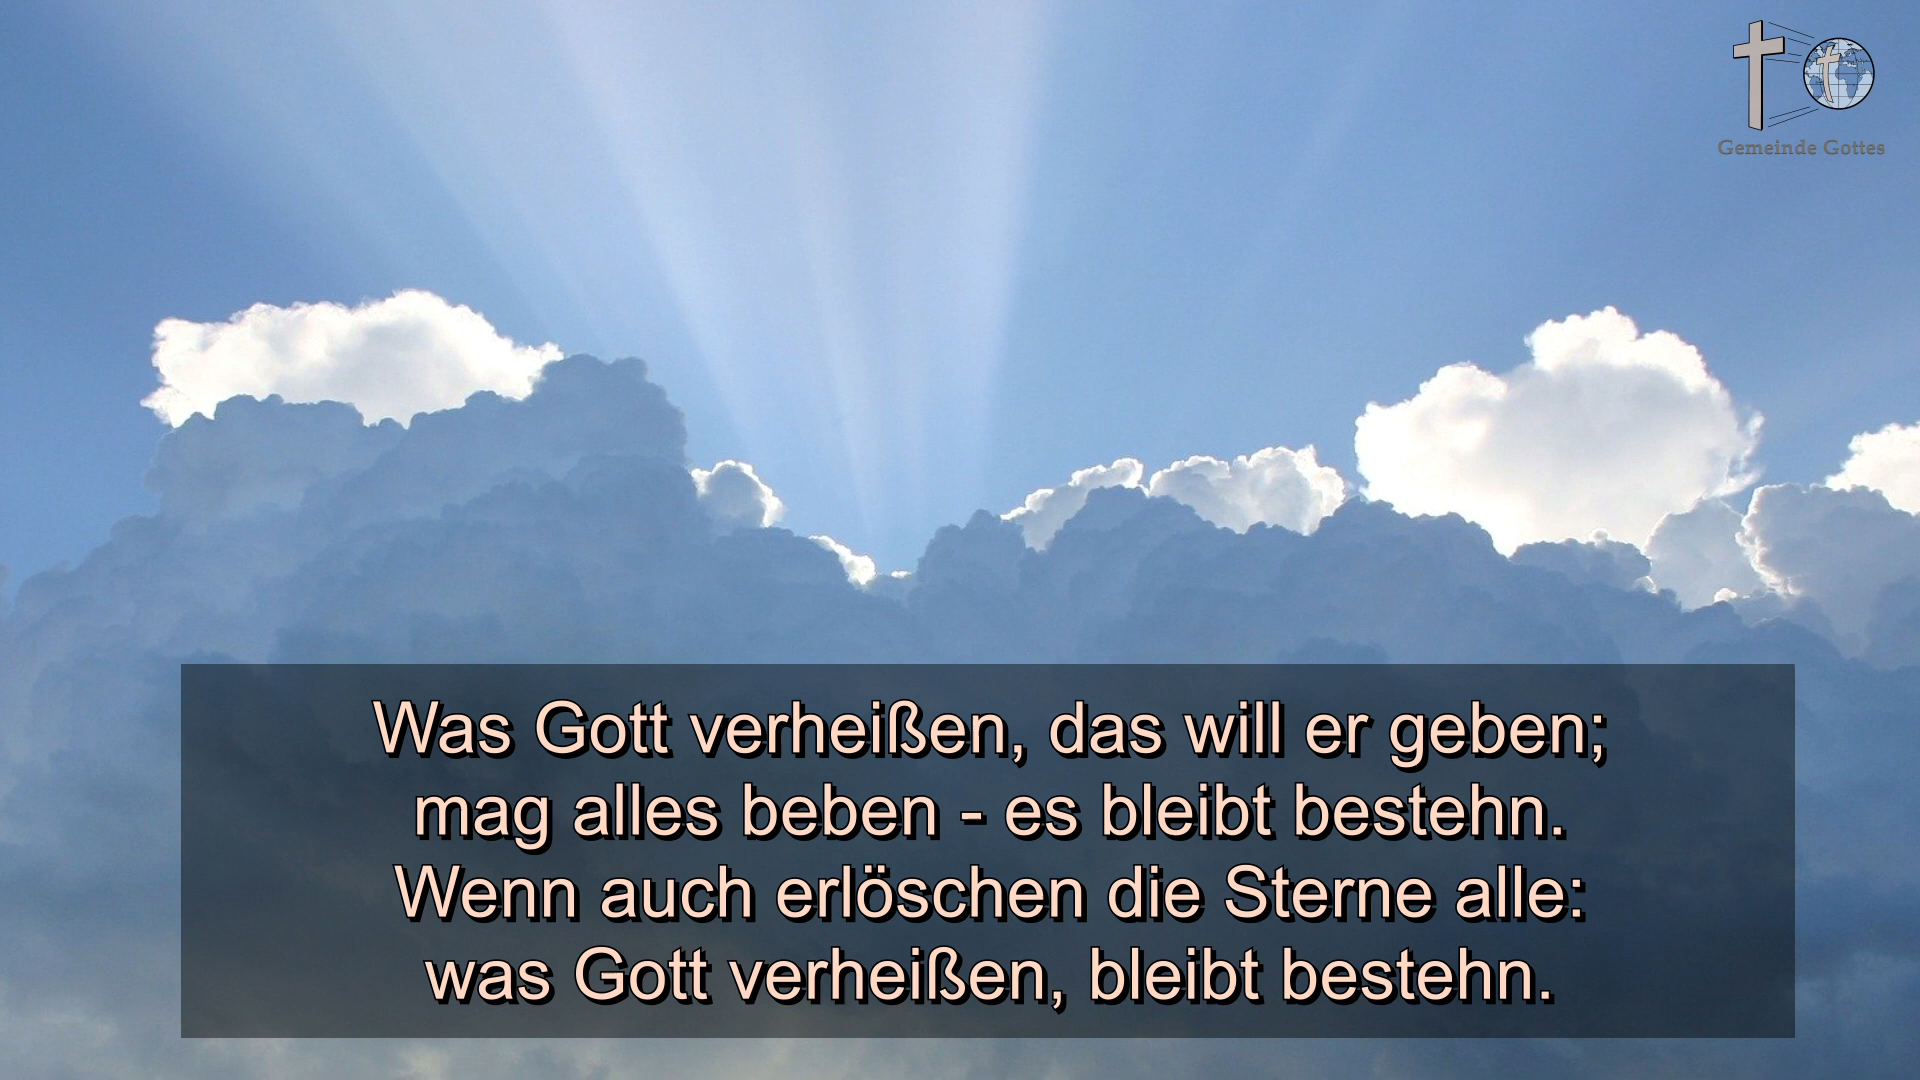 Gemeinde Gottes
Was Gott verheißen, das will er geben;
mag alles beben - es bleibt bestehn.
Wenn auch erlöschen die Sterne alle:
was Gott verheißen, bleibt bestehn.